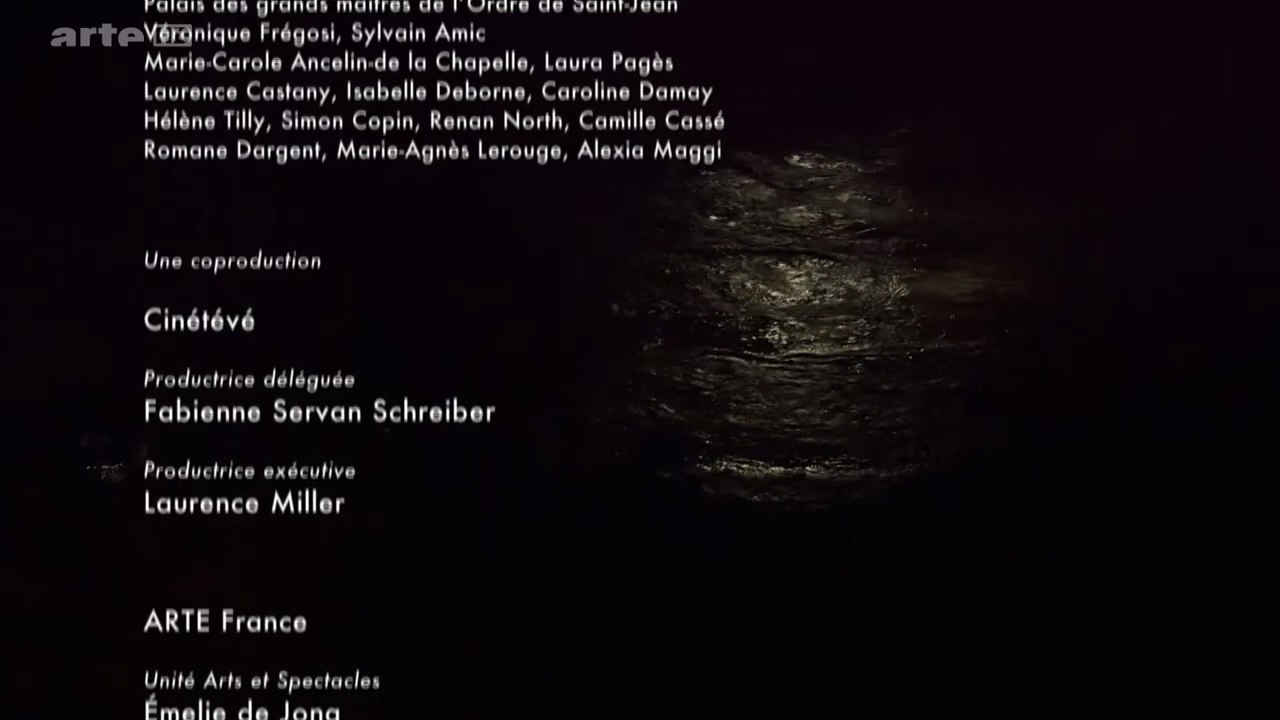 Palais des grands maîtres de l'Ordre de Saint-Jean
arte HD
Véronique Frégosi, Sylvain Amic
Marie-Carole Ancelin-de la Chapelle, Laura Pagès
Laurence Castany, Isabelle Deborne, Caroline Damay
Hélène Tilly, Simon Copin, Renan North, Camille Cassé
Romane Dargent, Marie-Agnès Lerouge, Alexia Maggi
Une coproduction
Cinétévé
Productrice déléguée
Fabienne Servan Schreiber
Productrice exécutive
Laurence Miller
ARTE France
Unité Arts et Spectacles
Émelie de Jong